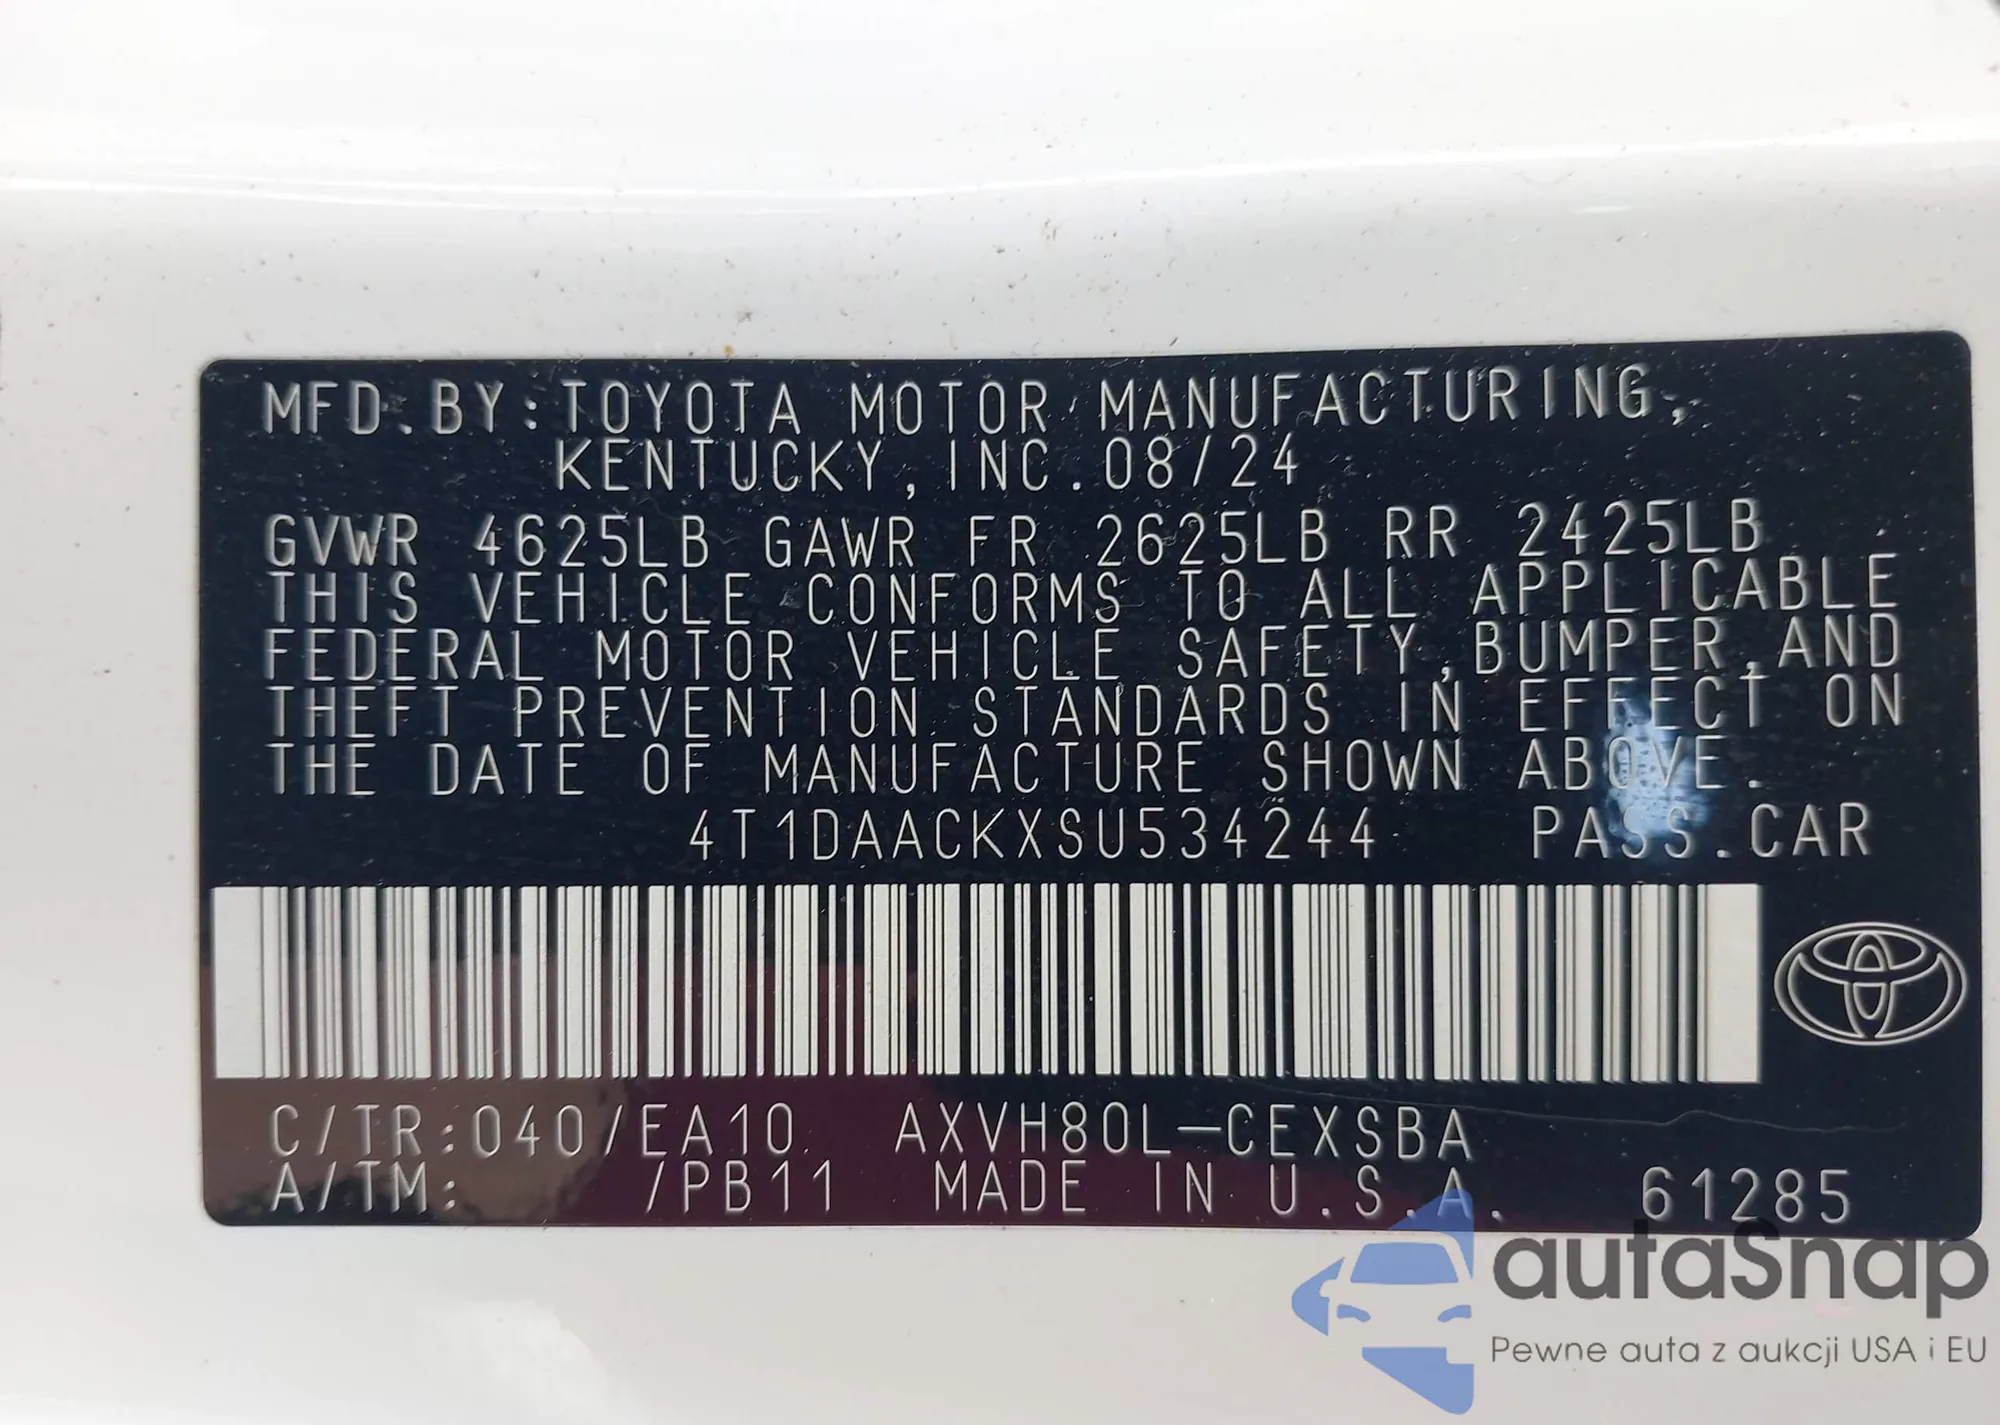 MFD.BY:TOYOTA MOTOR MANUFACTURING,
KENTUCKY, INC.08/24
GVWR 4625LB GAWR FR 2625LB RR 2425LB
THIS VEHICLE CONFORMS TO ALL APPLICABLE
FEDERAL MOTOR VEHICLE SAFETY,BUMPER,AND
THEFT PREVENTION STANDARDS IN EFFECT ON
THE DATE OF MANUFACTURE SHOWN ABOVE.
4T1DAACKXSU534244 PASS.CAR
C/TR:040/EA10 AXVH80L-CEXSBA
A/TM: /PB11 MADE IN U.S.A. 61285
autaSnap
Pewne auta z aukcji USA i EU